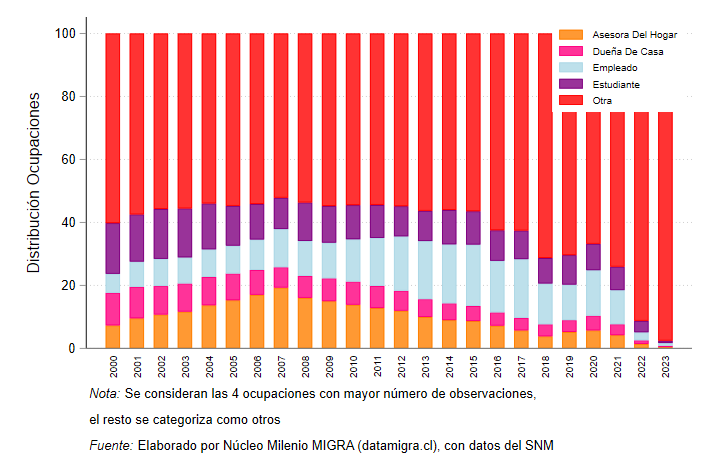 100
80
60
40
20
0
Distribución Ocupaciones
Asesora Del Hogar
Dueña De Casa
Empleado
Estudiante
Otra
2000 2001 2002 2003 2004 2005 2006 2007 2008 2009 2010 2011 2012 2013 2014 2015 2016 2017 2018 2019 2020 2021 2022 2023
Nota: Se consideran las 4 ocupaciones con mayor número de observaciones,
el resto se categoriza como otros
Fuente: Elaborado por Núcleo Milenio MIGRA (datamigra.cl), con datos del SNM